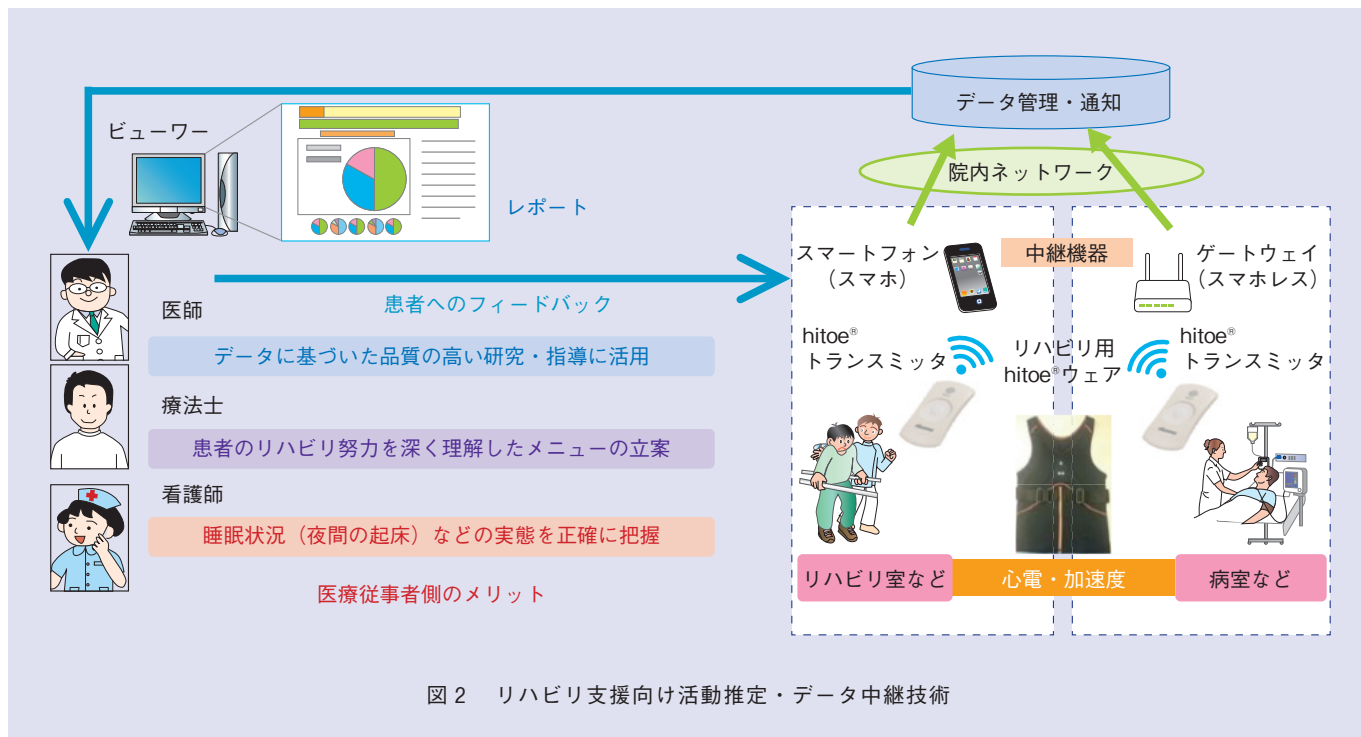 データ管理・通知
ビューワー
院内ネットワーク
レポート
スマートフォン
（スマホ）
中継機器
ゲートウェイ
（スマホレス）
患者へのフィードバック
医師
データに基づいた品質の高い研究・指導に活用
hitoe®
トランスミッタ
リハビリ用
hitoe®ウェア
hitoe®
トランスミッタ
療法士
患者のリハビリ努力を深く理解したメニューの立案
看護師
睡眠状況（夜間の起床）などの実態を正確に把握
医療従事者側のメリット
リハビリ室など
心電・加速度
病室など
図2　リハビリ支援向け活動推定・データ中継技術